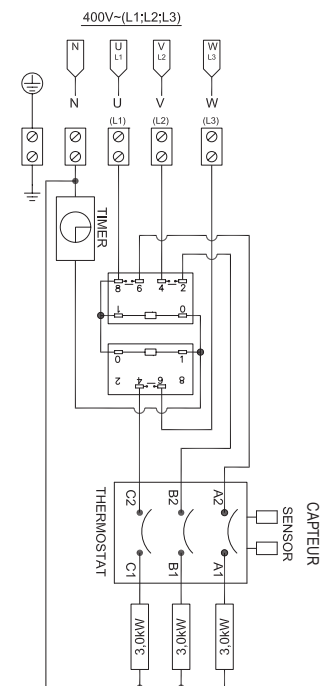 400V~(L1;L2;L3)
N
U
L1
V
L2
W
L3
N
U
V
W
(L1)
(L2)
(L3)
TIMER
8
6
4
2
1
0
0
1
2
4
6
8
C2
B2
A2
C1
B1
A1
THERMOSTAT
SENSOR
CAPTEUR
3,0kW
3,0kW
3,0kW